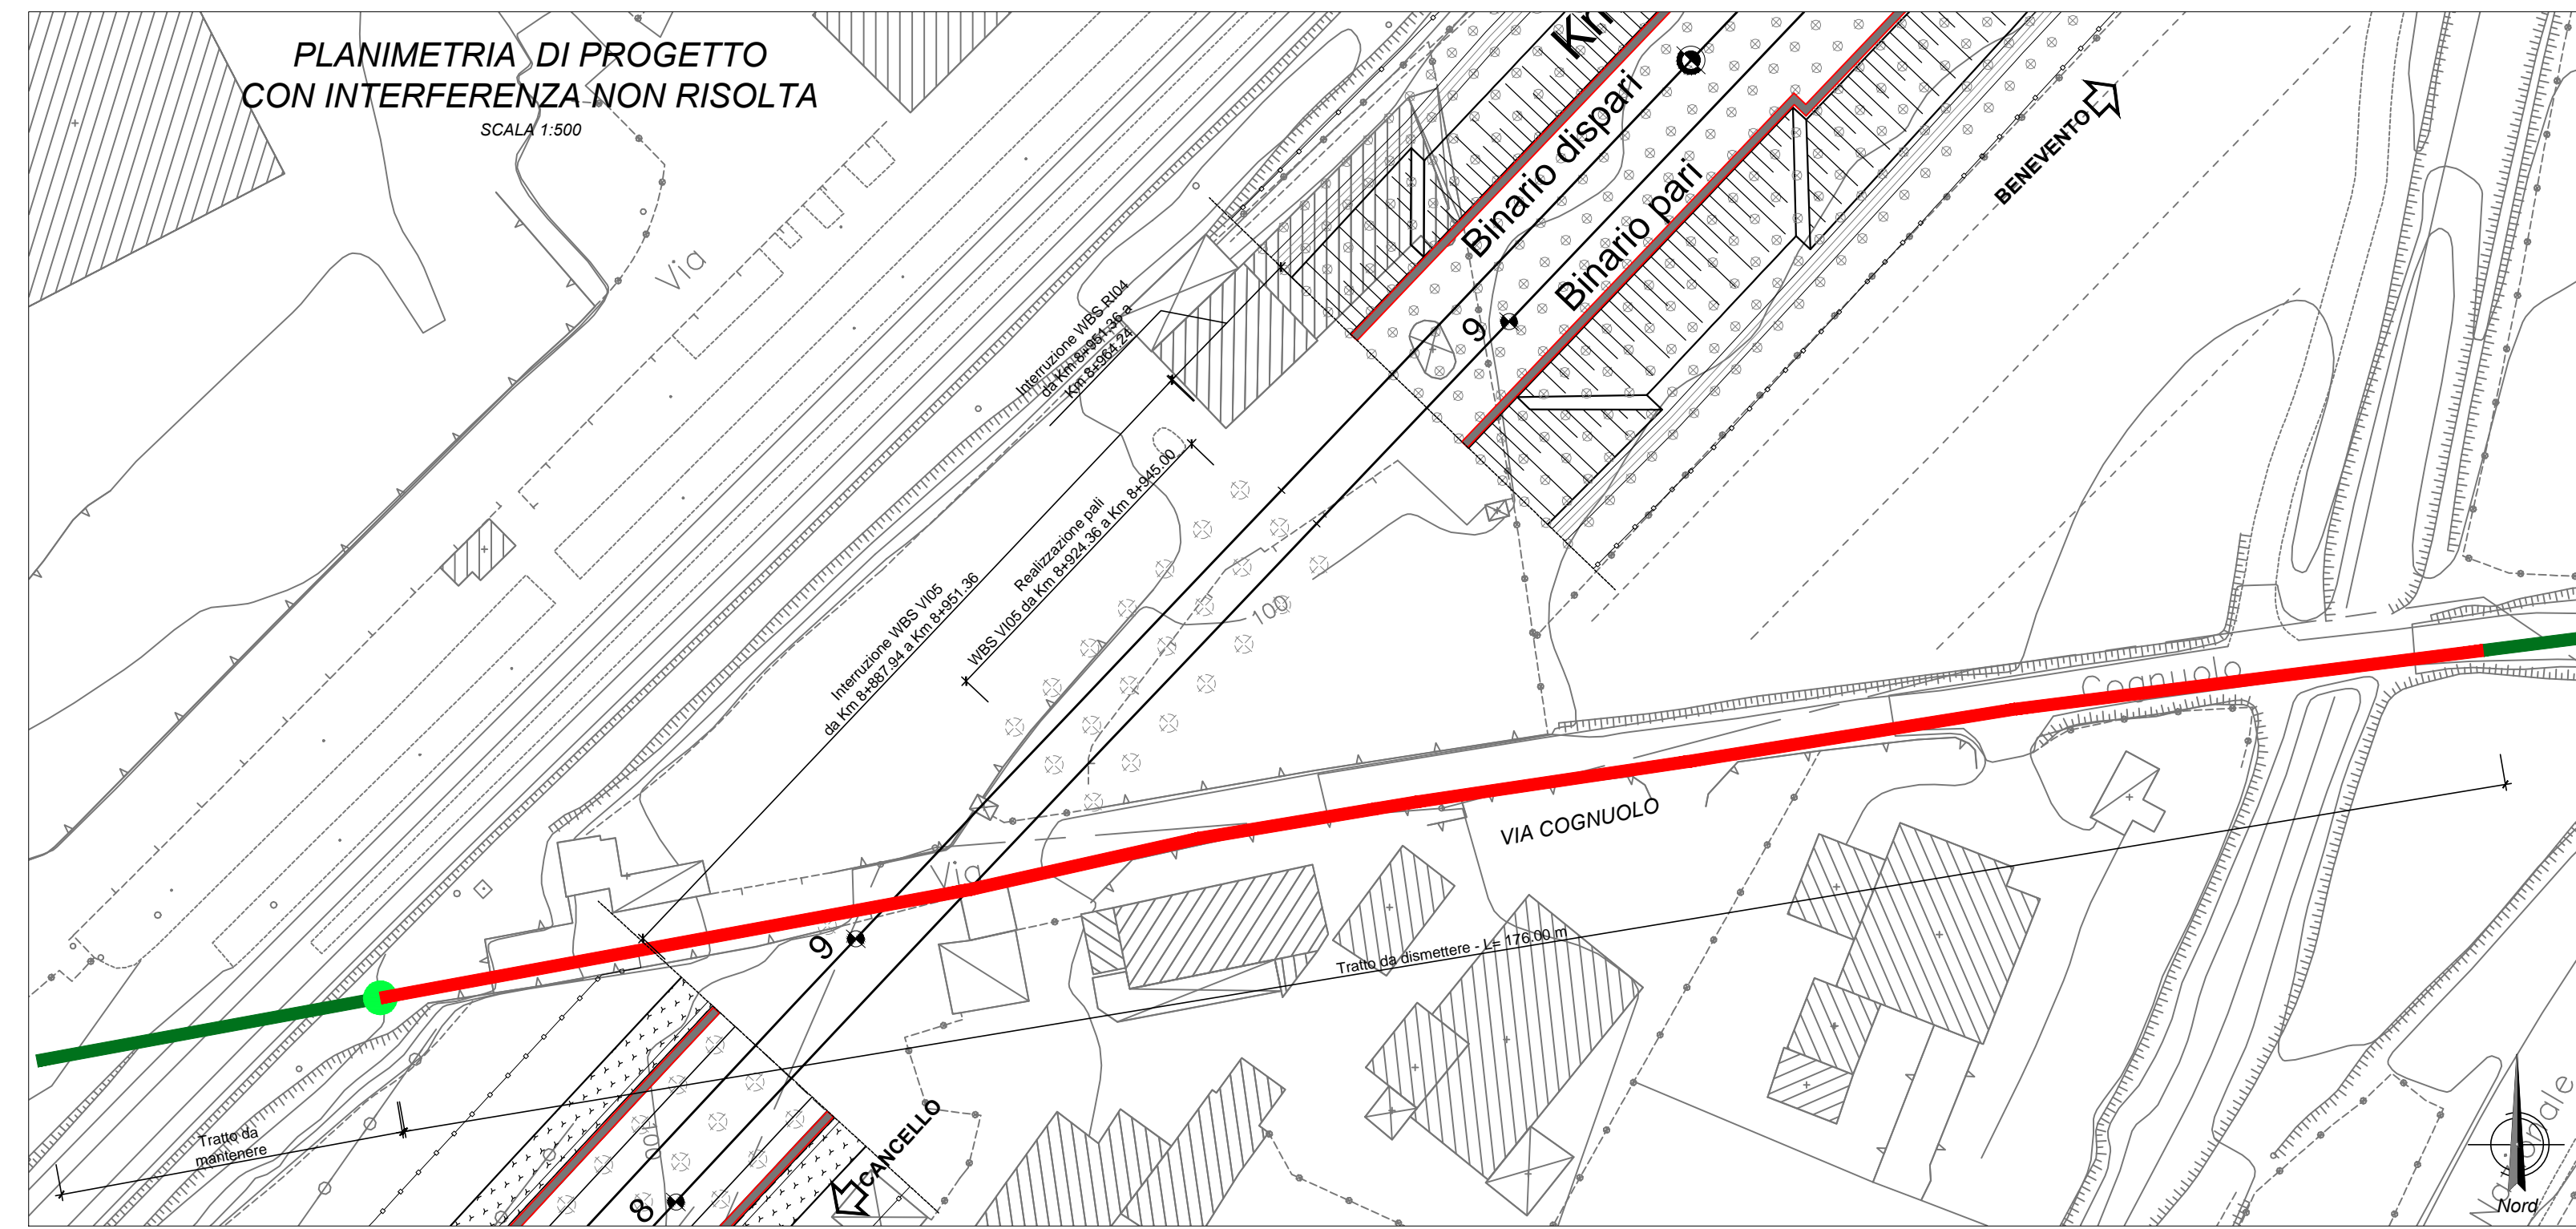 PLANIMETRIA DI PROGETTO
CON INTERFERENZA NON RISOLTA
SCALA 1:500
Via
Km
Binario dispari
Binario pari
9
BENEVENTO
Interruzione WBS RI04
da Km 8+951.36 a
Km 8+964.24
Realizzazione pali
WBS VI05 da Km 8+924.36 a Km 8+945.00
Interruzione WBS VI05
da Km 8+887.94 a Km 8+951.36
100
Cognuolo
VIA COGNUOLO
Via
9
Tratto da dismettere - L= 176.00 m
Tratto da
mantenere
100
8
CANCELLO
Nord